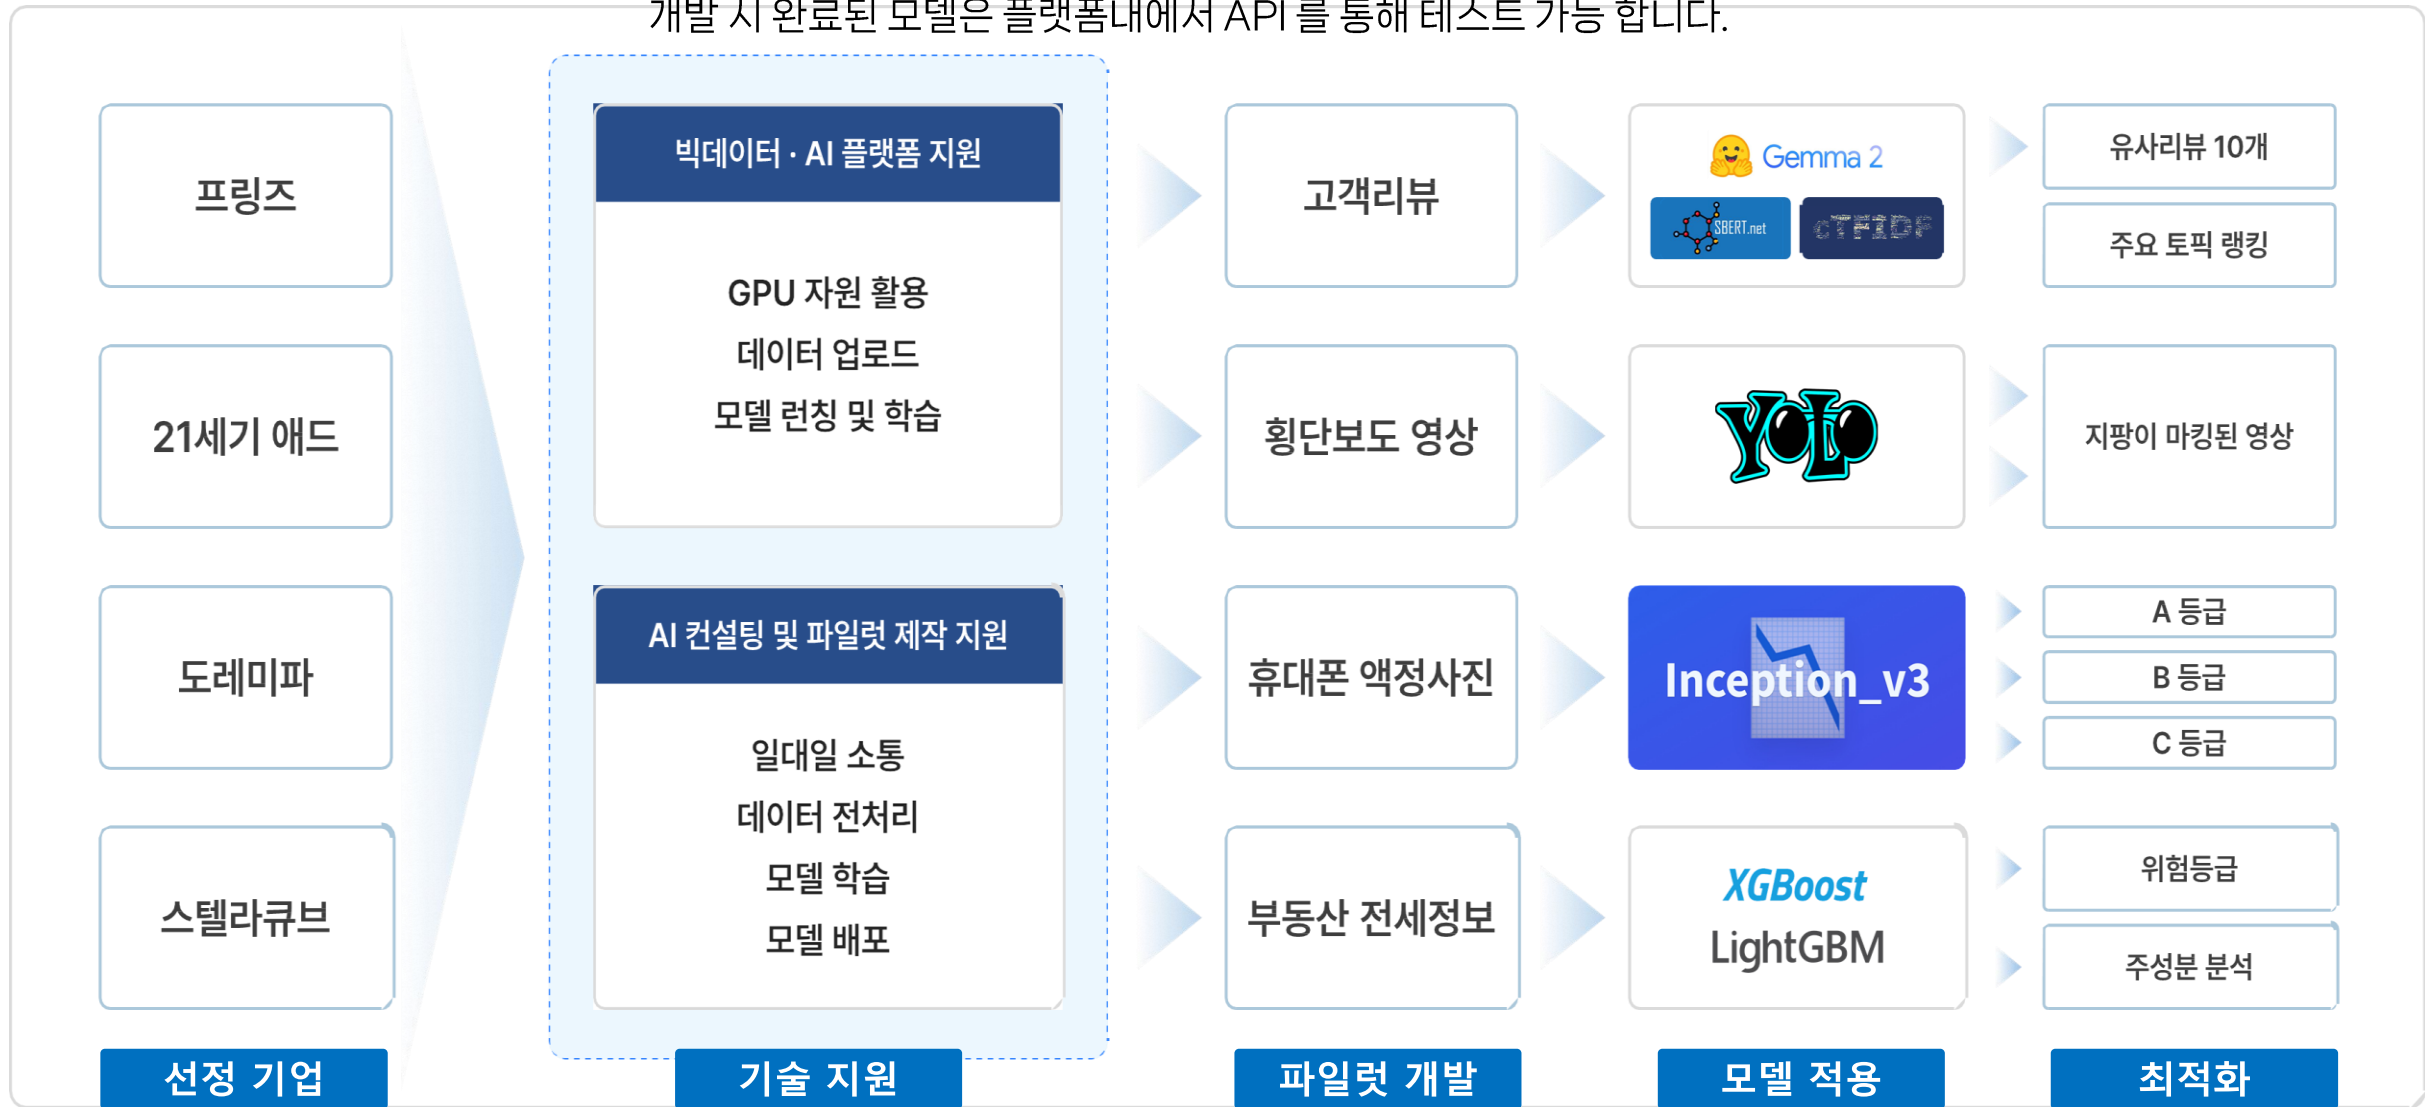 개발 시 완료된 모델은 플랫폼내에서 API 를 통해 테스트 가능 합니다.
프링즈
21세기 애드
도레미파
스텔라큐브
선정 기업
빅데이터 · AI 플랫폼 지원
GPU 자원 활용
데이터 업로드
모델 런칭 및 학습
AI 컨설팅 및 파일럿 제작 지원
일대일 소통
데이터 전처리
모델 학습
모델 배포
기술 지원
고객리뷰
횡단보도 영상
휴대폰 액정사진
부동산 전세정보
파일럿 개발
Gemma 2
SBERT.net
cTFIDF
YOLO
Inception_v3
XGBoost
LightGBM
모델 적용
유사리뷰 10개
주요 토픽 랭킹
지팡이 마킹된 영상
A 등급
B 등급
C 등급
위험등급
주성분 분석
최적화